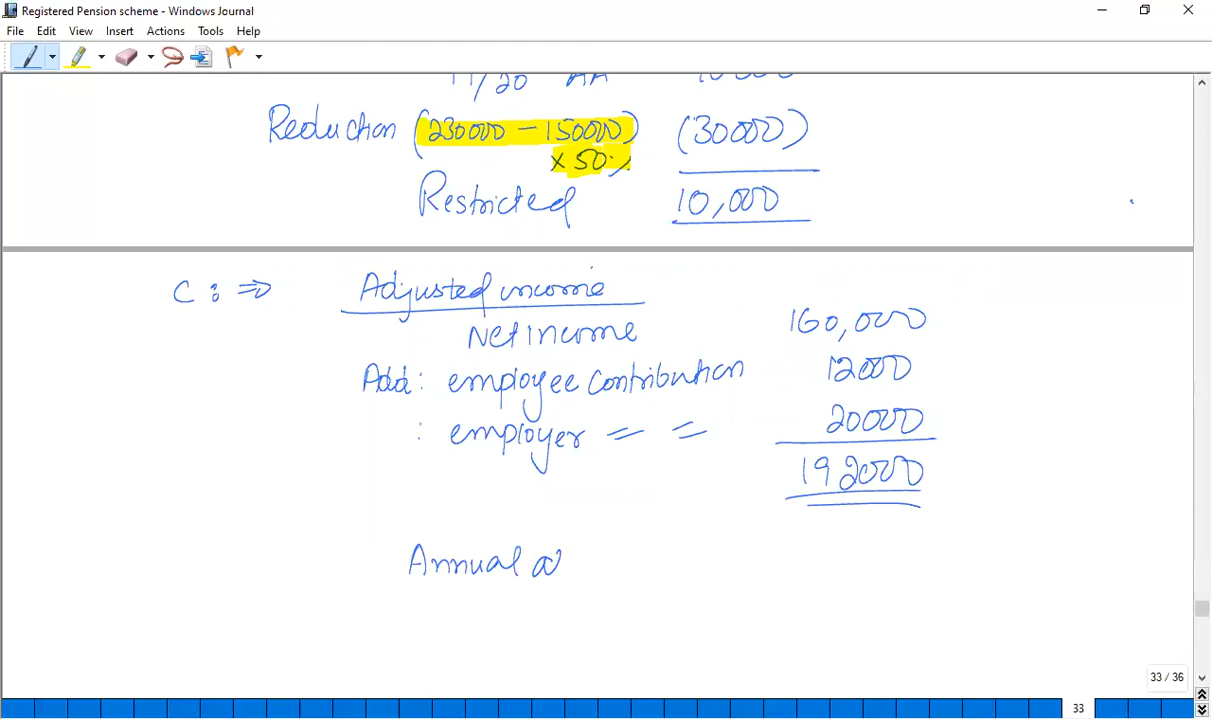 Registered Pension scheme - Windows Journal
File Edit View Insert Actions Tools Help
Reduction (230000 - 150000) (30000)
x 50%
Restricted 10,000
C : ⇒ Adjusted income
Net income 160,000
Add : employee Contribution 12000
: employer = = 20000
192000
Annual
33 / 36
33